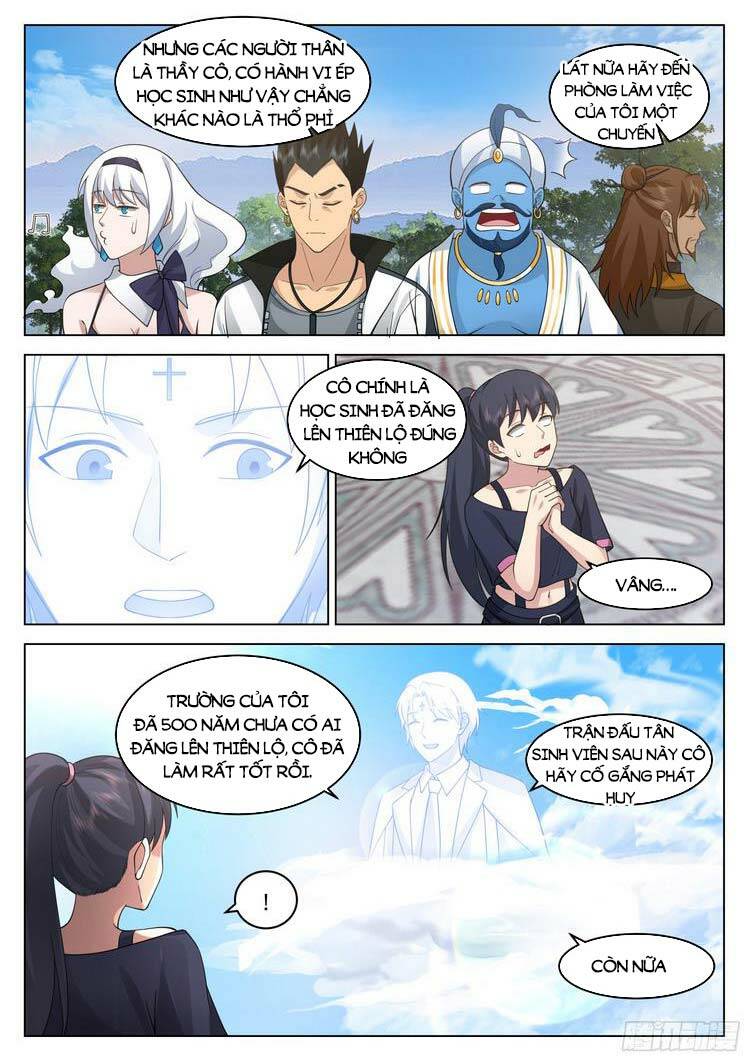 NHƯNG CÁC NGƯỜI THÂN
LÀ THẦY CÔ, CÓ HÀNH VI ÉP
HỌC SINH NHƯ VẬY CHẲNG
KHÁC NÀO LÀ THỔ PHỈ
LÁT NỮA HÃY ĐẾN
PHÒNG LÀM VIỆC
CỦA TÔI MỘT
CHUYẾN
CÔ CHÍNH LÀ
HỌC SINH ĐÃ ĐĂNG
LÊN THIÊN LỘ ĐÚNG
KHÔNG
VÂNG....
TRƯỜNG CỦA TÔI
ĐÃ 500 NĂM CHƯA CÓ AI
ĐĂNG LÊN THIÊN LỘ, CÔ ĐÃ
LÀM RẤT TỐT RỒI.
TRẬN ĐẤU TÂN
SINH VIÊN SAU NÀY CÔ
HÃY CỐ GẮNG PHÁT
HUY
!
CÒN NỮA
腾讯动漫